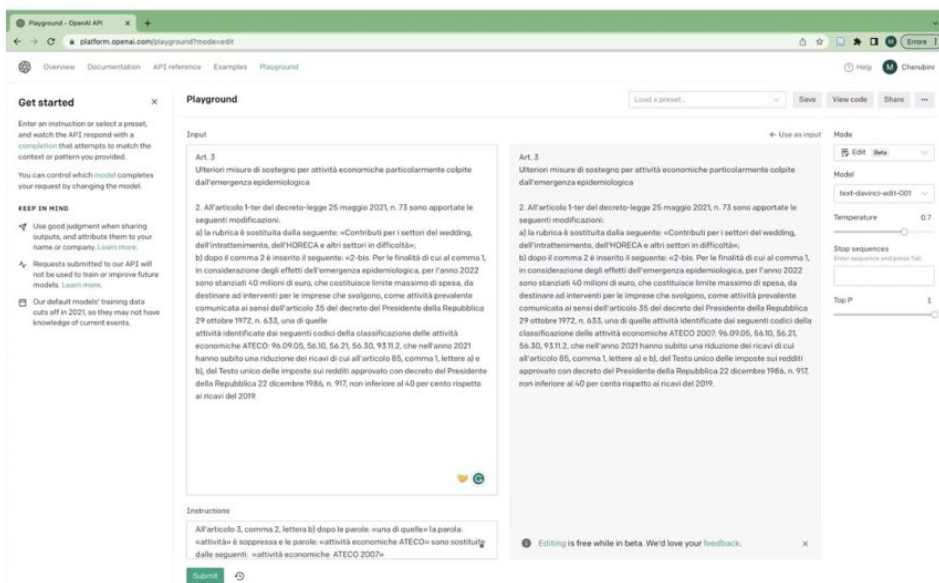 Playground - OpenAI API
platform.openai.com/playground?mode=edit
Errore
Overview Documentation API reference Examples Playground
Help M Cherubini
Get started
Enter an instruction or select a preset,
and watch the API respond with a
completion that attempts to match the
context or pattern you provided.
You can control which model completes
your request by changing the model.
KEEP IN MIND
Use good judgment when sharing
outputs, and attribute them to your
name or company. Learn more.
Requests submitted to our API will
not be used to train or improve future
models. Learn more.
Our default models' training data
cuts off in 2021, so they may not have
knowledge of current events.
Playground
Load a preset...
Save View code Share
Input
Art. 3
Ulteriori misure di sostegno per attività economiche particolarmente colpite
dall'emergenza epidemiologica
2. All'articolo 1-ter del decreto-legge 25 maggio 2021, n. 73 sono apportate le
seguenti modificazioni:
a) la rubrica è sostituita dalla seguente: «Contributi per i settori del wedding,
dell'intrattenimento, dell'HORECA e altri settori in difficoltà»;
b) dopo il comma 2 è inserito il seguente: «2-bis. Per le finalità di cui al comma 1,
in considerazione degli effetti dell'emergenza epidemiologica, per l'anno 2022
sono stanziati 40 milioni di euro, che costituisce limite massimo di spesa, da
destinare ad interventi per le imprese che svolgono, come attività prevalente
comunicata ai sensi dell'articolo 35 del decreto del Presidente della Repubblica
29 ottobre 1972, n. 633, una di quelle
attività identificate dai seguenti codici della classificazione delle attività
economiche ATECO: 96.09.05, 56.10, 56.21, 56.30, 93.11.2, che nell'anno 2021
hanno subito una riduzione dei ricavi di cui all'articolo 85, comma 1, lettere a) e
b), del Testo unico delle imposte sui redditi approvato con decreto del Presidente
della Repubblica 22 dicembre 1986, n. 917, non inferiore al 40 per cento rispetto
ai ricavi del 2019.
Instructions
All'articolo 3, comma 2, lettera b) dopo le parole: «una di quelle» la parola:
«attività» è soppressa e le parole: «attività economiche ATECO» sono sostituite
dalle seguenti: «attività economiche ATECO 2007»
Submit
← Use as input
Art. 3
Ulteriori misure di sostegno per attività economiche particolarmente colpite
dall'emergenza epidemiologica
2. All'articolo 1-ter del decreto-legge 25 maggio 2021, n. 73 sono apportate le
seguenti modificazioni:
a) la rubrica è sostituita dalla seguente: «Contributi per i settori del wedding,
dell'intrattenimento, dell'HORECA e altri settori in difficoltà»;
b) dopo il comma 2 è inserito il seguente: «2-bis. Per le finalità di cui al comma 1,
in considerazione degli effetti dell'emergenza epidemiologica, per l'anno 2022
sono stanziati 40 milioni di euro, che costituisce limite massimo di spesa, da
destinare ad interventi per le imprese che svolgono, come attività prevalente
comunicata ai sensi dell'articolo 35 del decreto del Presidente della Repubblica
29 ottobre 1972, n. 633, una di quelle attività identificate dai seguenti codici della
classificazione delle attività economiche ATECO 2007: 96.09.05, 56.10, 56.21,
56.30, 93.11.2, che nell'anno 2021 hanno subito una riduzione dei ricavi di cui
all'articolo 85, comma 1, lettere a) e b), del Testo unico delle imposte sui redditi
approvato con decreto del Presidente della Repubblica 22 dicembre 1986, n. 917,
non inferiore al 40 per cento rispetto ai ricavi del 2019.
Editing is free while in beta. We'd love your feedback.
Mode
Edit Beta
Model
text-davinci-edit-001
Temperature 0.7
Stop sequences
Enter sequence and press Tab
Top P 1